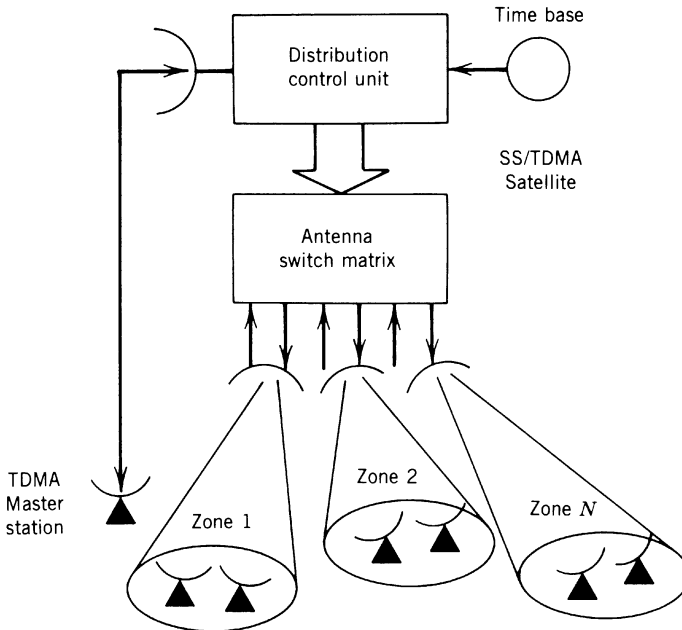 Time base
Distribution
control unit
SS/TDMA
Satellite
Antenna
switch matrix
TDMA
Master
station
Zone 1
Zone 2
Zone N